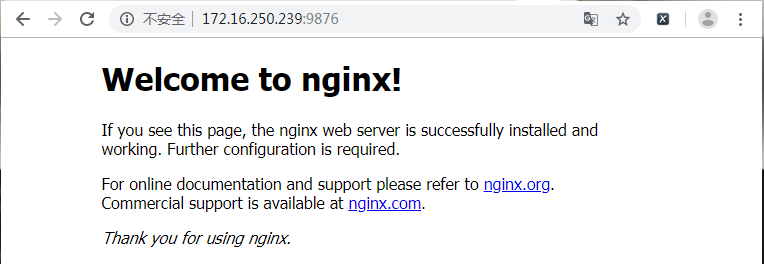 不安全 172.16.250.239:9876
Welcome to nginx!
If you see this page, the nginx web server is successfully installed and
working. Further configuration is required.
For online documentation and support please refer to nginx.org.
Commercial support is available at nginx.com.
Thank you for using nginx.